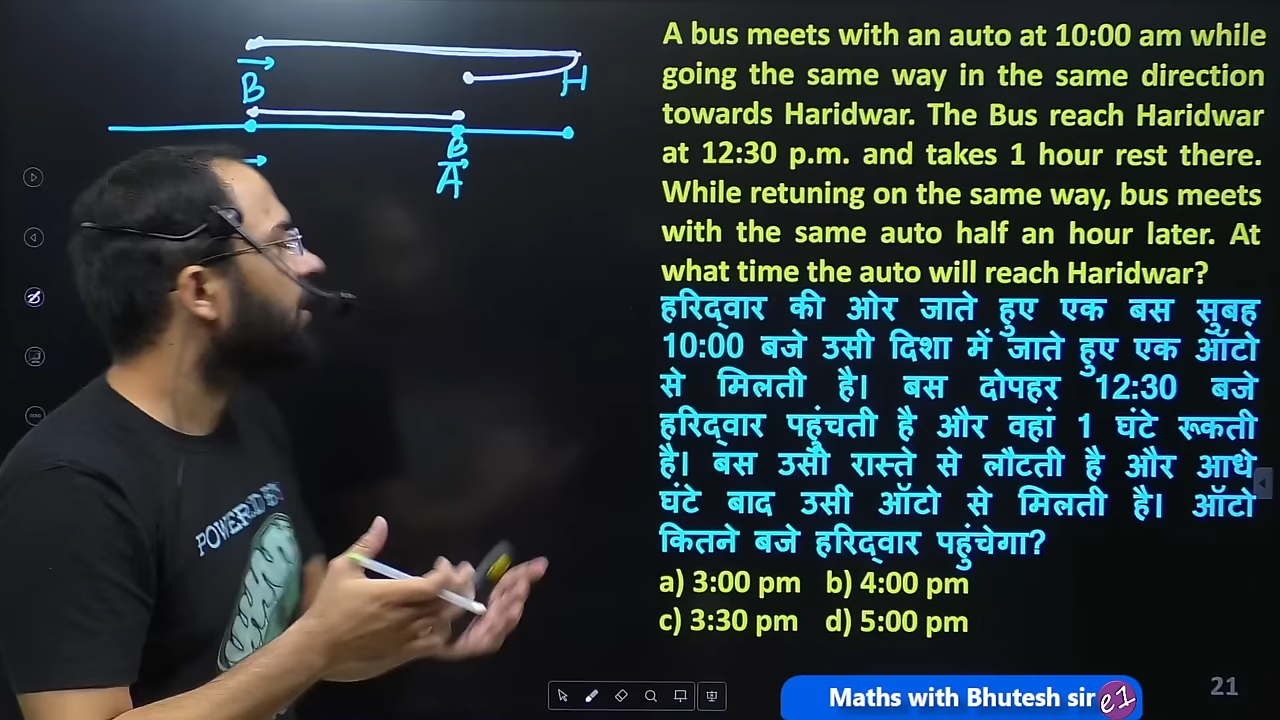 A bus meets with an auto at 10:00 am while
going the same way in the same direction
towards Haridwar. The Bus reach Haridwar
at 12:30 p.m. and takes 1 hour rest there.
While retuning on the same way, bus meets
with the same auto half an hour later. At
what time the auto will reach Haridwar?
हरिद्वार की ओर जाते हुए एक बस सुबह
10:00 बजे उसी दिशा में जाते हुए एक ऑटो
से मिलती है। बस दोपहर 12:30 बजे
हरिद्वार पहुंचती है और वहां 1 घंटे रूकती
है। बस उसी रास्ते से लौटती है और आधे
घंटे बाद उसी ऑटो से मिलती है। ऑटो
कितने बजे हरिद्वार पहुंचेगा?
a) 3:00 pm b) 4:00 pm
c) 3:30 pm d) 5:00 pm
B
H
B
A
Maths with Bhutesh sir e1
21